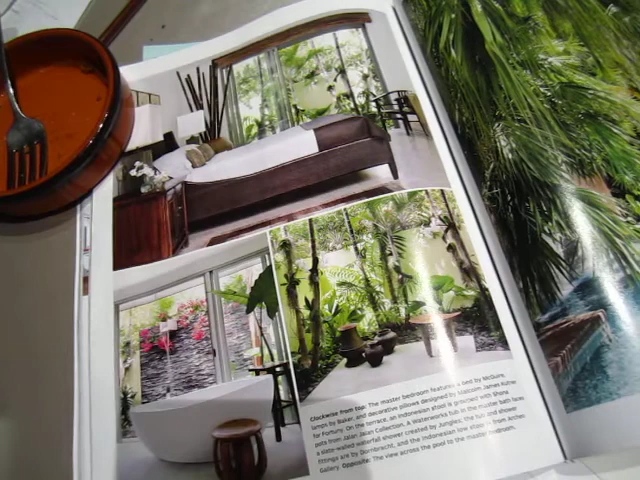 Clockwise from top: The master bedroom features a bed by McGuire,
lamps by Baker, and decorative pillows designed by Malcolm James Kutner
for Fortuny. On the terrace, an Indonesian stool is grouped with Shona
pots from Jalan Jalan Collection. A Waterworks tub in the master bath faces
a slate-walled waterfall shower created by Jungles; the tub and shower
fittings are by Dornbracht, and the Indonesian low stool is from Archen
Gallery. Opposite: The view across the pool to the master bedroom.